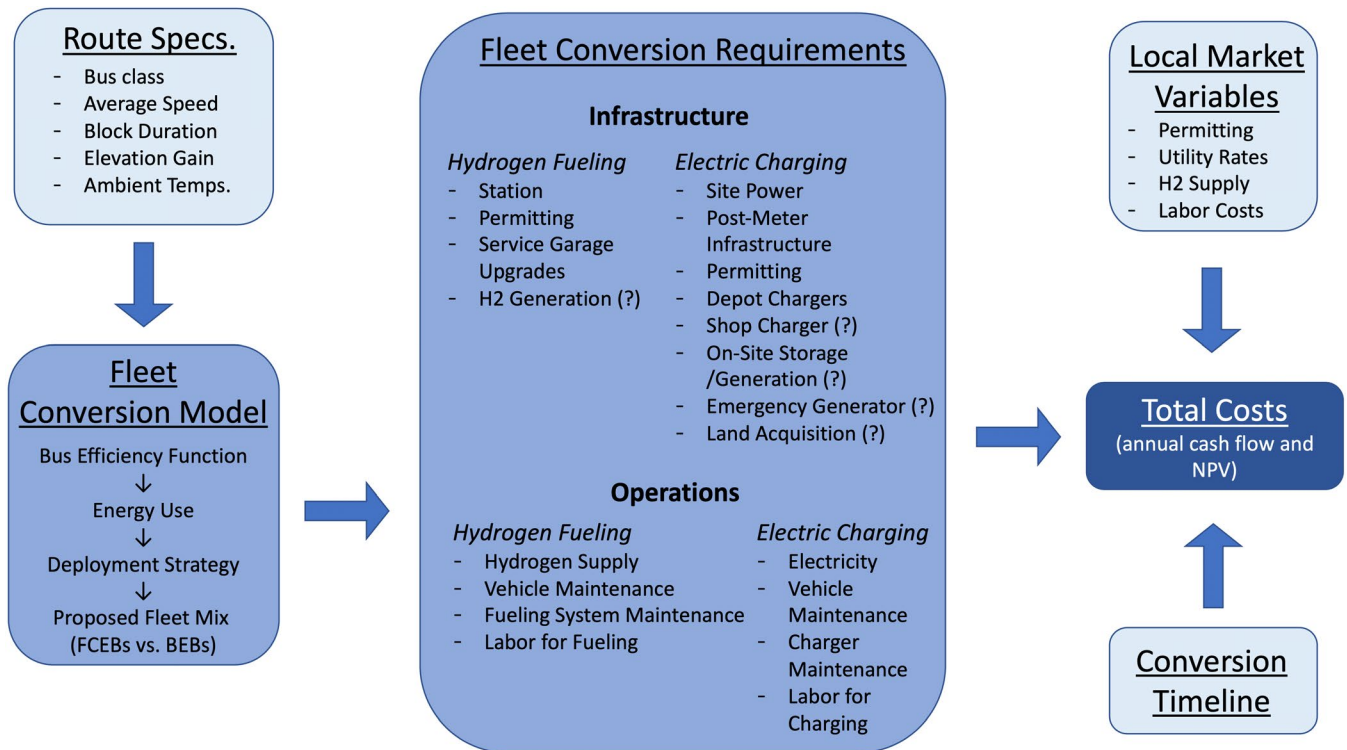 Route Specs.
- Bus class
- Average Speed
- Block Duration
- Elevation Gain
- Ambient Temps.
Fleet
Conversion Model
Bus Efficiency Function
↓
Energy Use
↓
Deployment Strategy
↓
Proposed Fleet Mix
(FCEBs vs. BEBs)
Fleet Conversion Requirements
Infrastructure
Hydrogen Fueling
- Station
- Permitting
- Service Garage
Upgrades
- H2 Generation (?)
Electric Charging
- Site Power
- Post-Meter
Infrastructure
- Permitting
- Depot Chargers
- Shop Charger (?)
- On-Site Storage
/Generation (?)
- Emergency Generator (?)
- Land Acquisition (?)
Operations
Hydrogen Fueling
- Hydrogen Supply
- Vehicle Maintenance
- Fueling System Maintenance
- Labor for Fueling
Electric Charging
- Electricity
- Vehicle
Maintenance
- Charger
Maintenance
- Labor for
Charging
Local Market
Variables
- Permitting
- Utility Rates
- H2 Supply
- Labor Costs
Total Costs
(annual cash flow and
NPV)
Conversion
Timeline